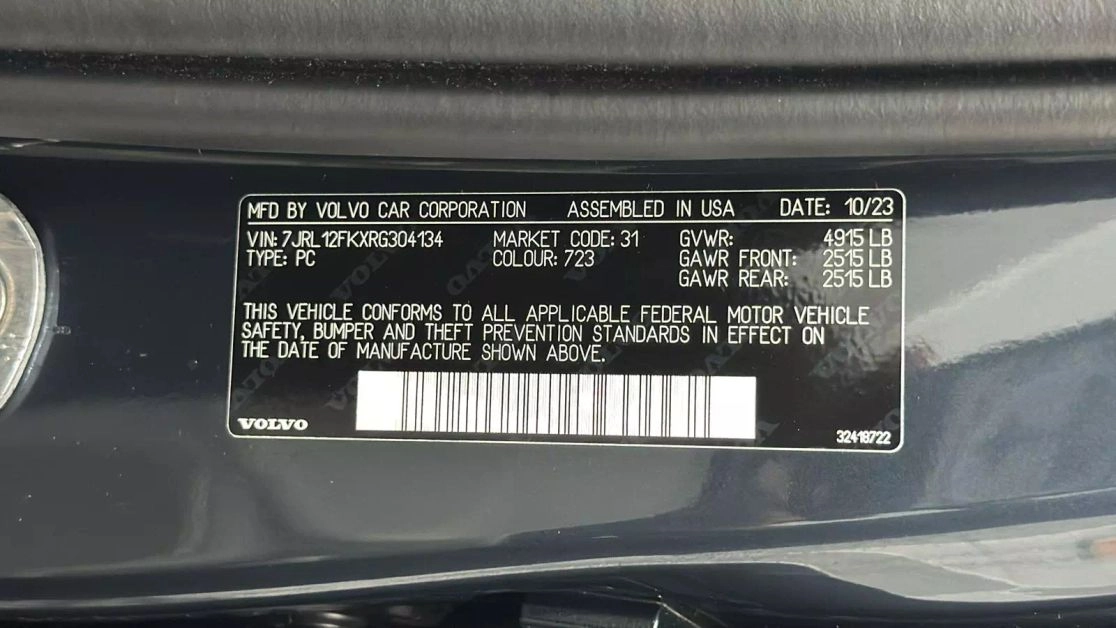 MFD BY VOLVO CAR CORPORATION ASSEMBLED IN USA DATE: 10/23
VIN: 7JRL12FKXRG304134 MARKET CODE: 31 GVWR: 4915 LB
TYPE: PC COLOUR: 723 GAWR FRONT: 2515 LB
GAWR REAR: 2515 LB
THIS VEHICLE CONFORMS TO ALL APPLICABLE FEDERAL MOTOR VEHICLE
SAFETY, BUMPER AND THEFT PREVENTION STANDARDS IN EFFECT ON
THE DATE OF MANUFACTURE SHOWN ABOVE.
VOLVO
32418722